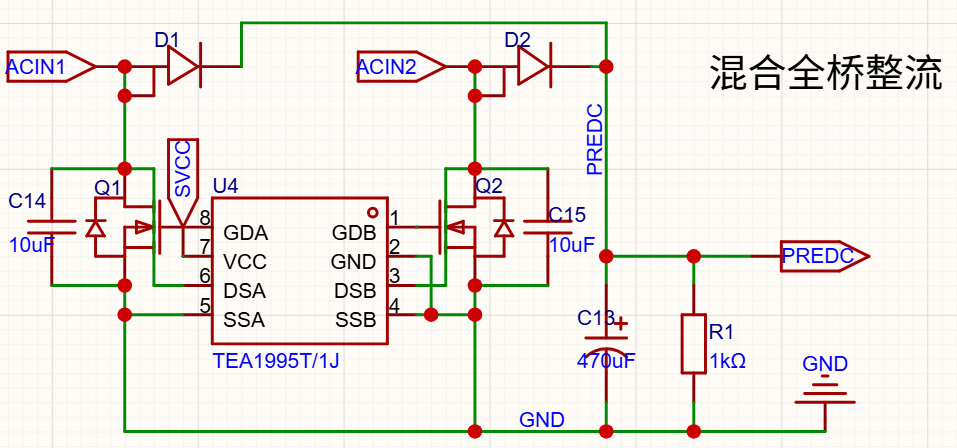 D1
D2
ACIN1
ACIN2
混合全桥整流
PREDC
SVCC
C14
10uF
Q1
U4
Q2
C15
10uF
8
GDA
GDB
1
7
VCC
GND
2
6
DSA
DSB
3
5
SSA
SSB
4
TEA1995T/1J
PREDC
C13
470uF
R1
1kΩ
GND
GND